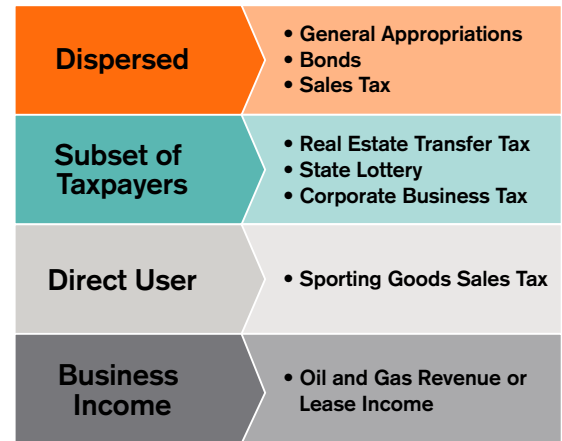 Dispersed
• General Appropriations
• Bonds
• Sales Tax
Subset of
Taxpayers
• Real Estate Transfer Tax
• State Lottery
• Corporate Business Tax
Direct User
• Sporting Goods Sales Tax
Business
Income
• Oil and Gas Revenue or
Lease Income